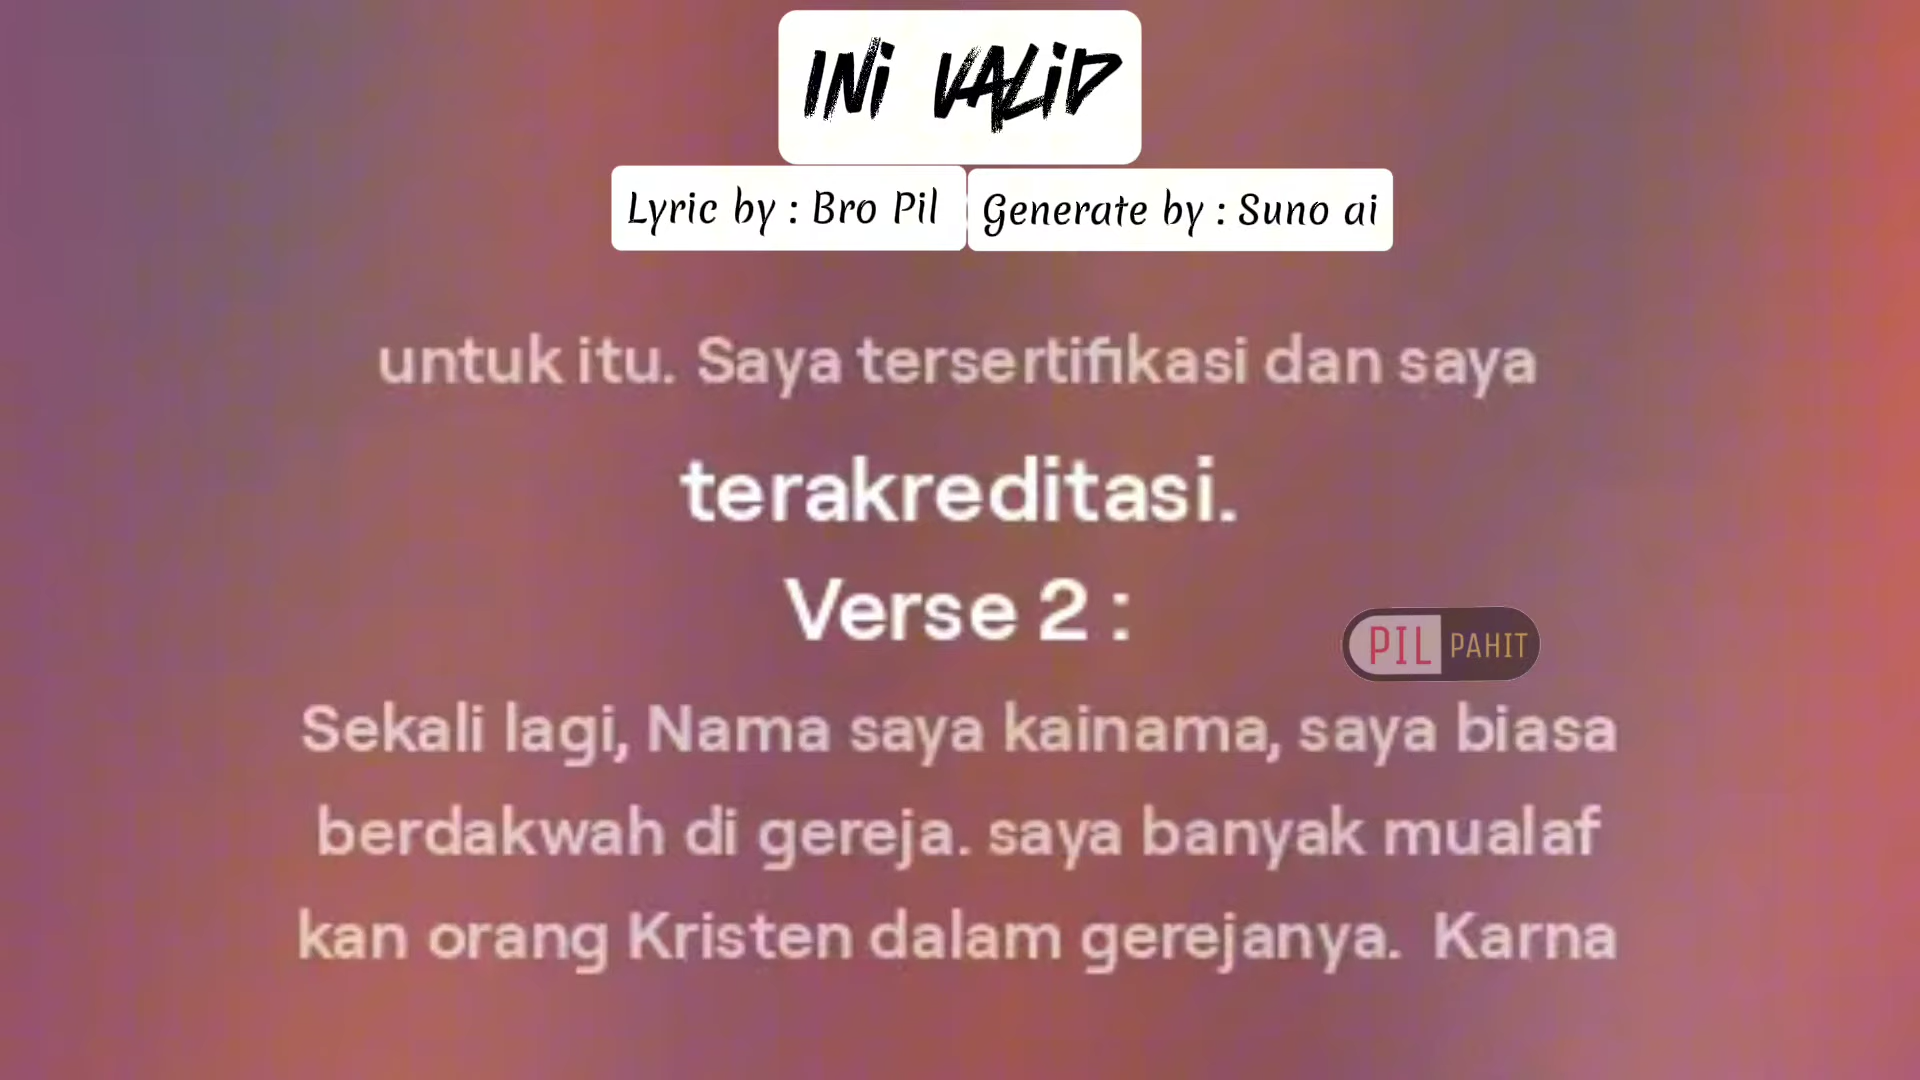 INi VALiD
Lyric by : Bro Pil
Generate by : Suno ai
untuk itu. Saya tersertifikasi dan saya
terakreditasi.
Verse 2 :
PIL PAHIT
Sekali lagi, Nama saya kainama, saya biasa
berdakwah di gereja. saya banyak mualaf
kan orang Kristen dalam gerejanya. Karna